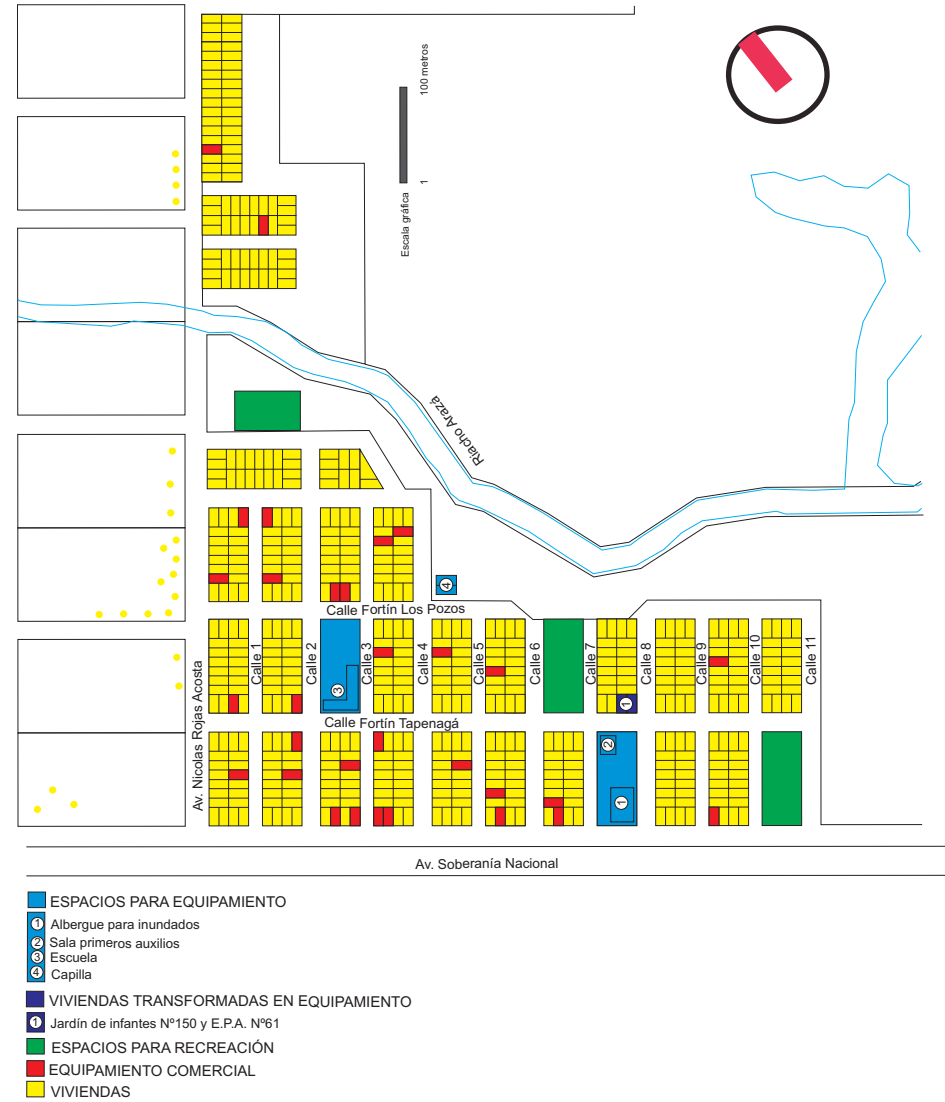 100 metros
1
Escala gráfica
Riacho Arazá
4
Calle Fortín Los Pozos
Av. Nicolas Rojas Acosta
Calle 1
Calle 2
Calle 3
Calle 4
Calle 5
Calle 6
Calle 7
Calle 8
Calle 9
Calle 10
Calle 11
3
1
Calle Fortín Tapenagá
2
1
Av. Soberanía Nacional
ESPACIOS PARA EQUIPAMIENTO
1 Albergue para inundados
2 Sala primeros auxilios
3 Escuela
4 Capilla
VIVIENDAS TRANSFORMADAS EN EQUIPAMIENTO
1 Jardín de infantes Nº150 y E.P.A. Nº61
ESPACIOS PARA RECREACIÓN
EQUIPAMIENTO COMERCIAL
VIVIENDAS